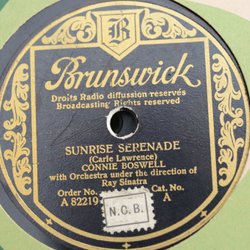 B
Brunswick
Droits Radio diffusion reservés
Broadcasting Rights reserved
SUNRISE SERENADE
(Carle Lawrence)
CONNIE BOSWELL
with Orchestra under the direction of
Ray Sinatra
Order No. Cat. No.
A 82219 A
N.C.B.